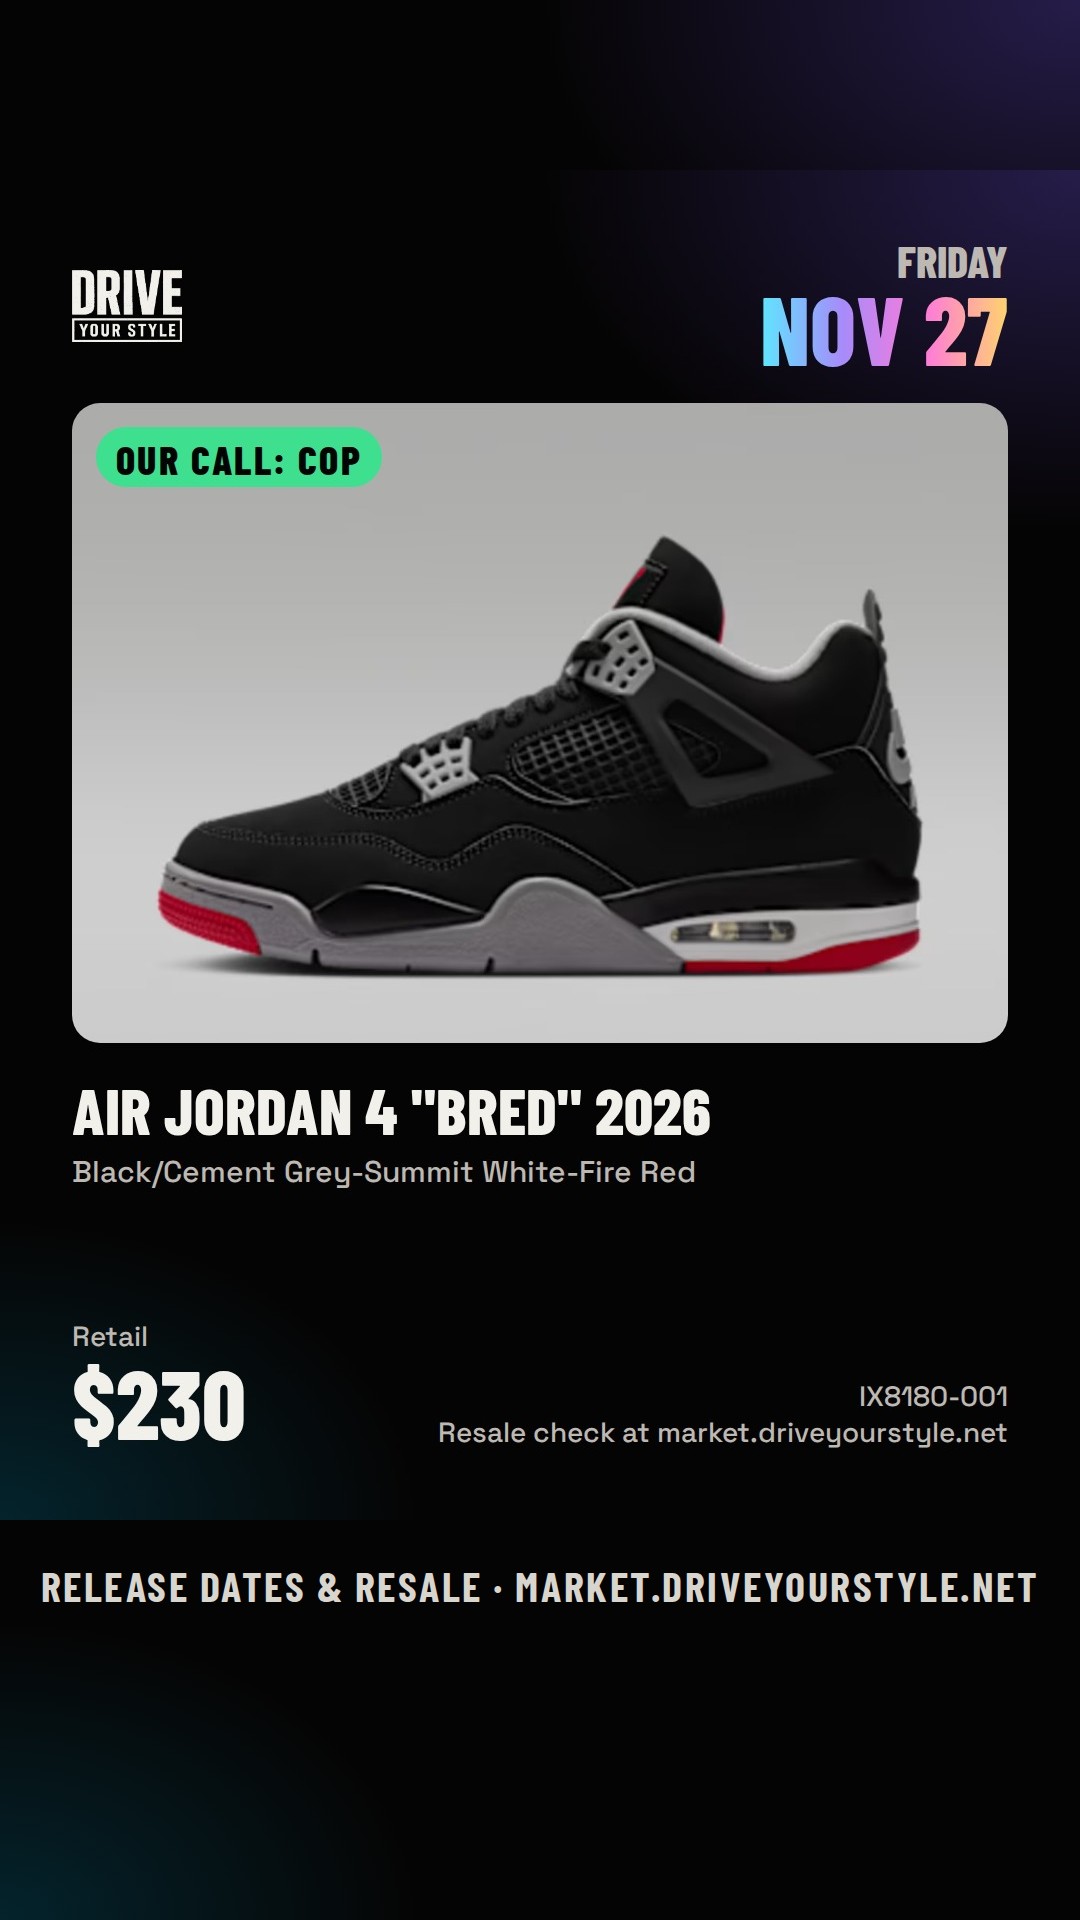 DRIVE
YOUR STYLE
FRIDAY
NOV 27
OUR CALL: COP
AIR JORDAN 4 "BRED" 2026
Black/Cement Grey-Summit White-Fire Red
Retail
$230
IX8180-001
Resale check at market.driveyourstyle.net
RELEASE DATES & RESALE · MARKET.DRIVEYOURSTYLE.NET